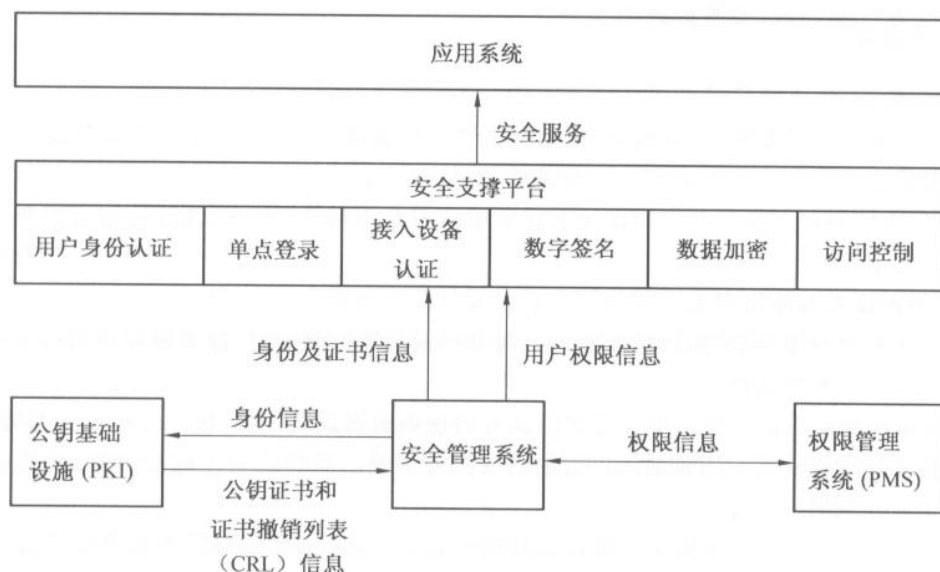 应用系统
安全服务
安全支撑平台
用户身份认证
单点登录
接入设备
认证
数字签名
数据加密
访问控制
身份及证书信息
用户权限信息
公钥基础
设施 (PKI)
身份信息
公钥证书和
证书撤销列表
（CRL）信息
安全管理系统
权限信息
权限管理
系统 (PMS)